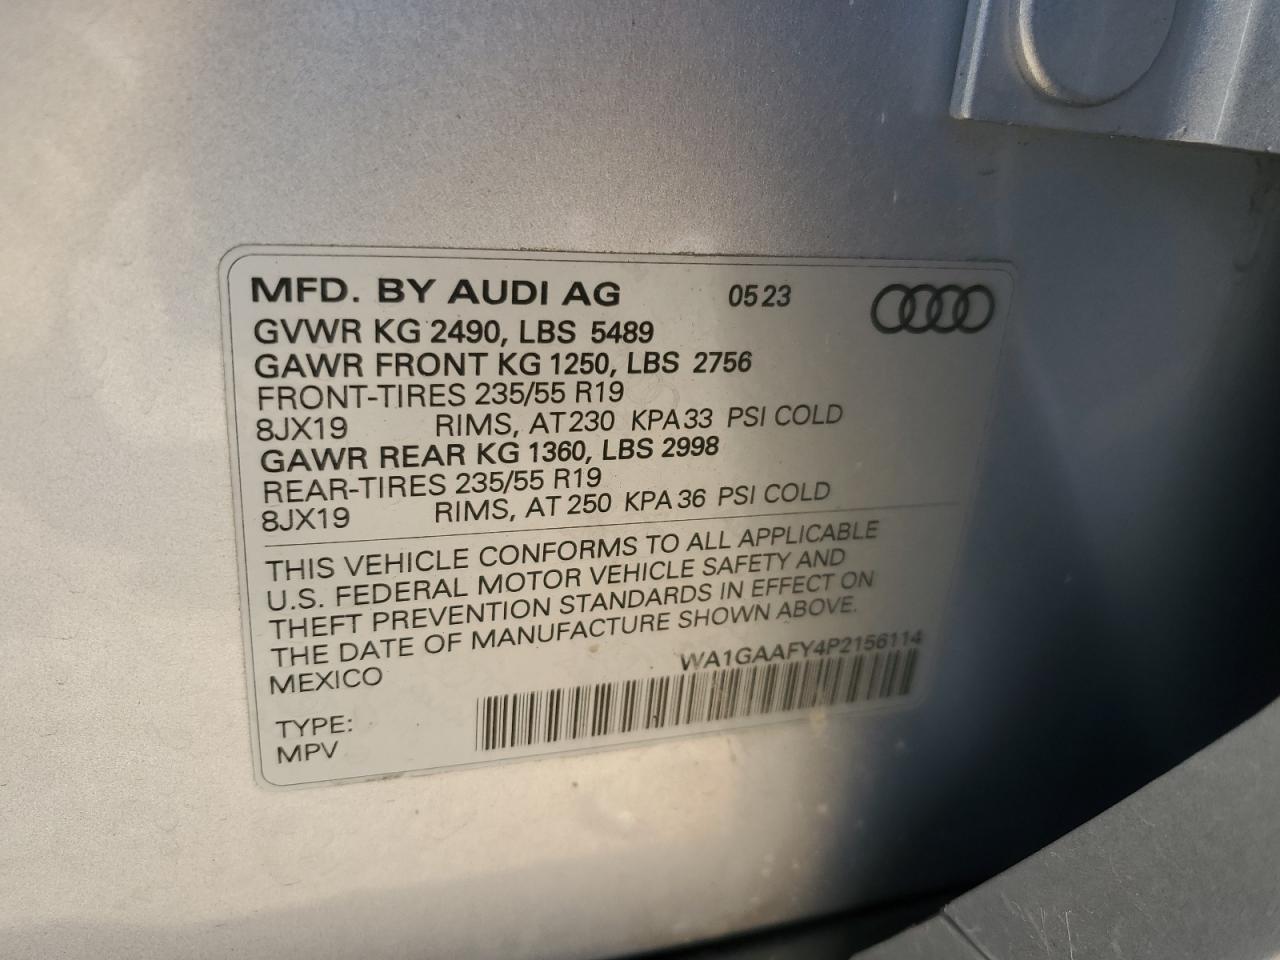 MFD. BY AUDI AG 0523
GVWR KG 2490, LBS 5489
GAWR FRONT KG 1250, LBS 2756
FRONT-TIRES 235/55 R19
8JX19 RIMS, AT 230 KPA 33 PSI COLD
GAWR REAR KG 1360, LBS 2998
REAR-TIRES 235/55 R19
8JX19 RIMS, AT 250 KPA 36 PSI COLD
THIS VEHICLE CONFORMS TO ALL APPLICABLE
U.S. FEDERAL MOTOR VEHICLE SAFETY AND
THEFT PREVENTION STANDARDS IN EFFECT ON
THE DATE OF MANUFACTURE SHOWN ABOVE.
MEXICO WA1GAAFY4P2156114
TYPE:
MPV